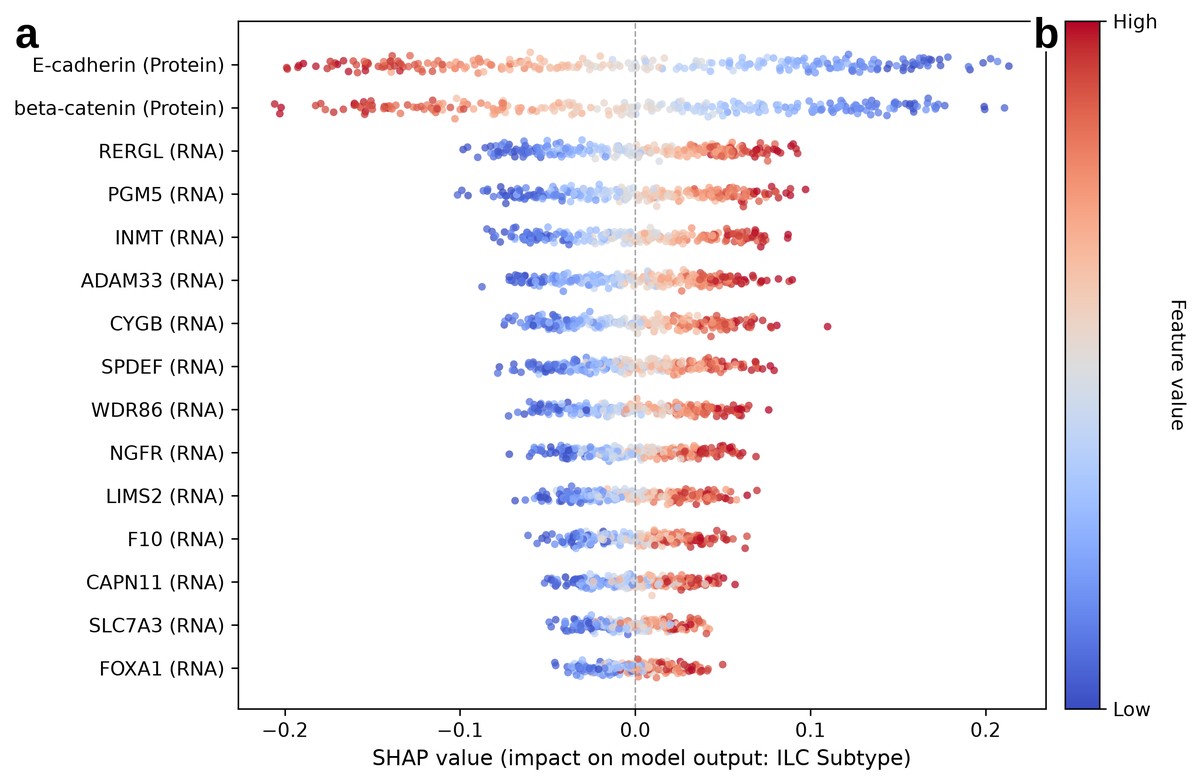 a
b
High
E-cadherin (Protein)
beta-catenin (Protein)
RERGL (RNA)
PGM5 (RNA)
INMT (RNA)
ADAM33 (RNA)
CYGB (RNA)
SPDEF (RNA)
WDR86 (RNA)
NGFR (RNA)
LIMS2 (RNA)
F10 (RNA)
CAPN11 (RNA)
SLC7A3 (RNA)
FOXA1 (RNA)
Feature value
Low
−0.2 −0.1 0.0 0.1 0.2
SHAP value (impact on model output: ILC Subtype)